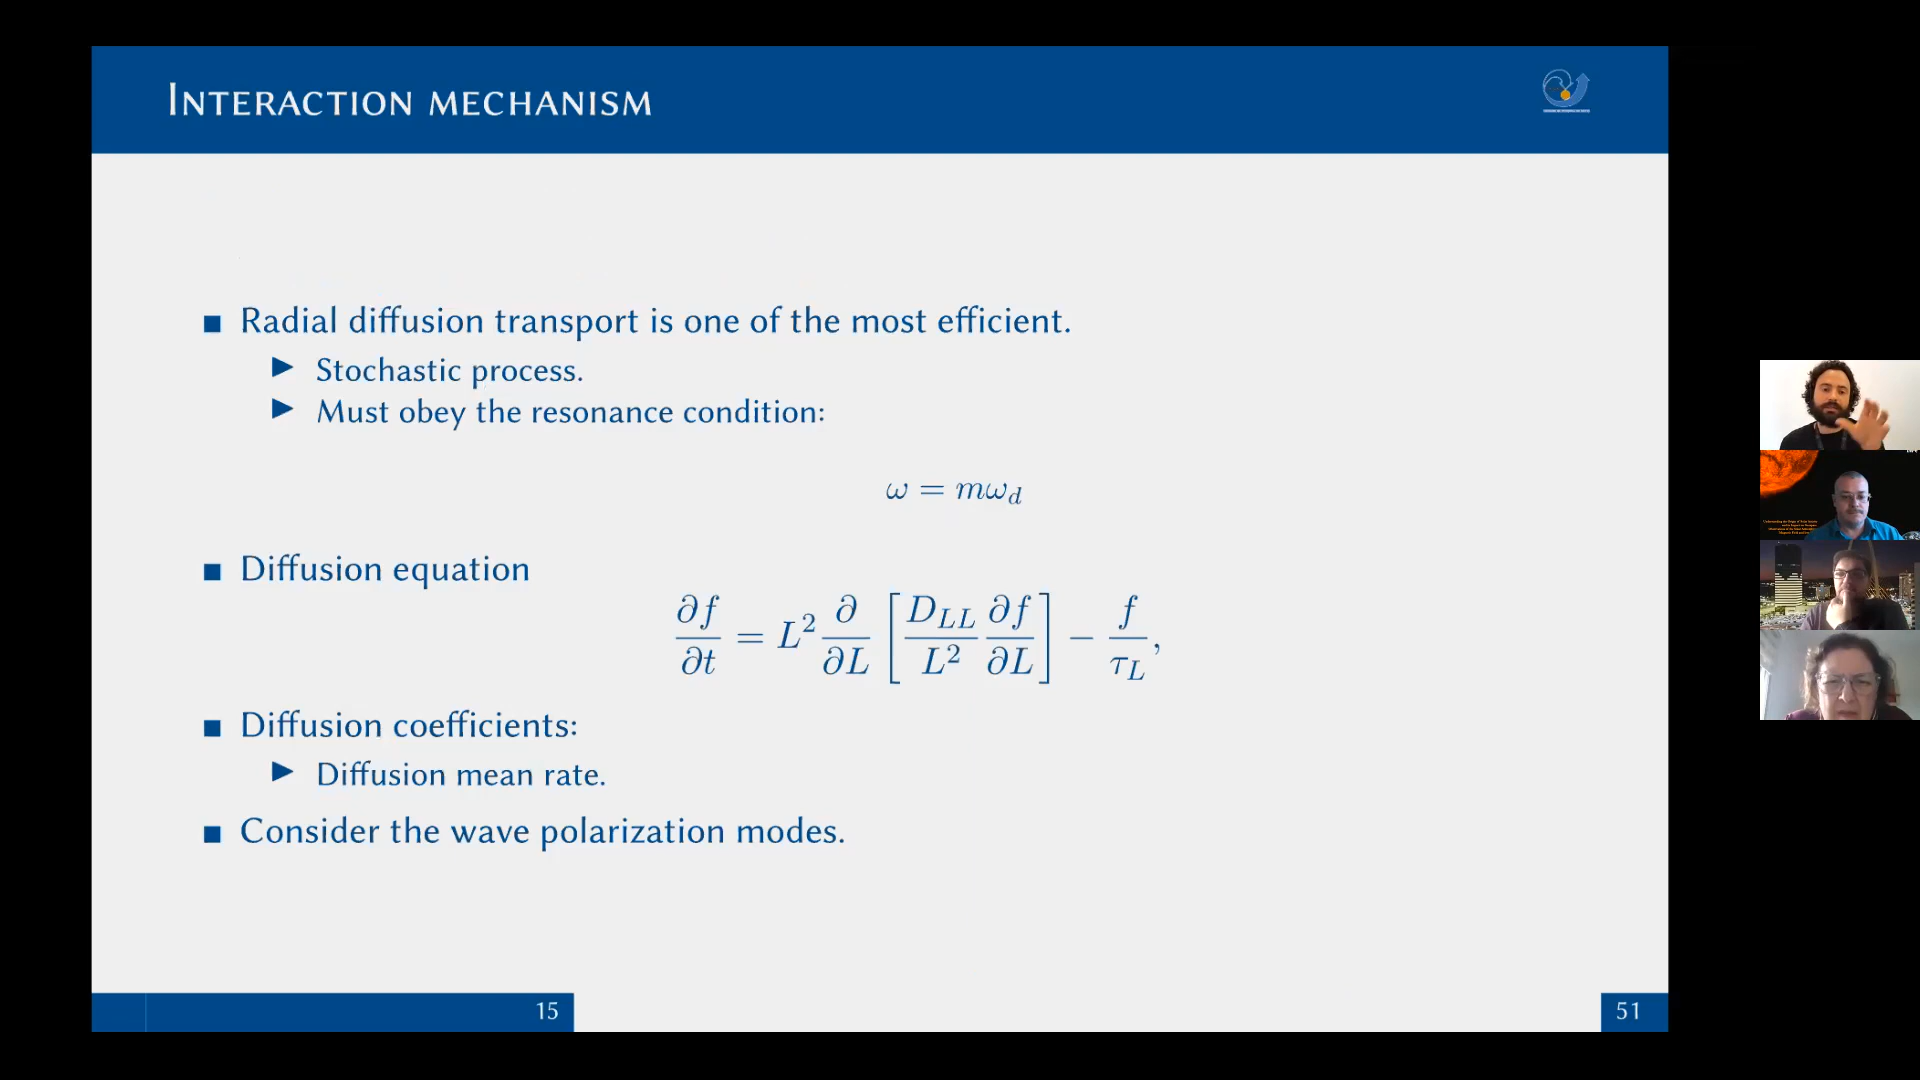 INTERACTION MECHANISM
■ Radial diffusion transport is one of the most efficient.
▶ Stochastic process.
▶ Must obey the resonance condition:
ω = mω_d
■ Diffusion equation
∂f/∂t = L² ∂/∂L [D_LL/L² ∂f/∂L] − f/τ_L,
■ Diffusion coefficients:
▶ Diffusion mean rate.
■ Consider the wave polarization modes.
15
51